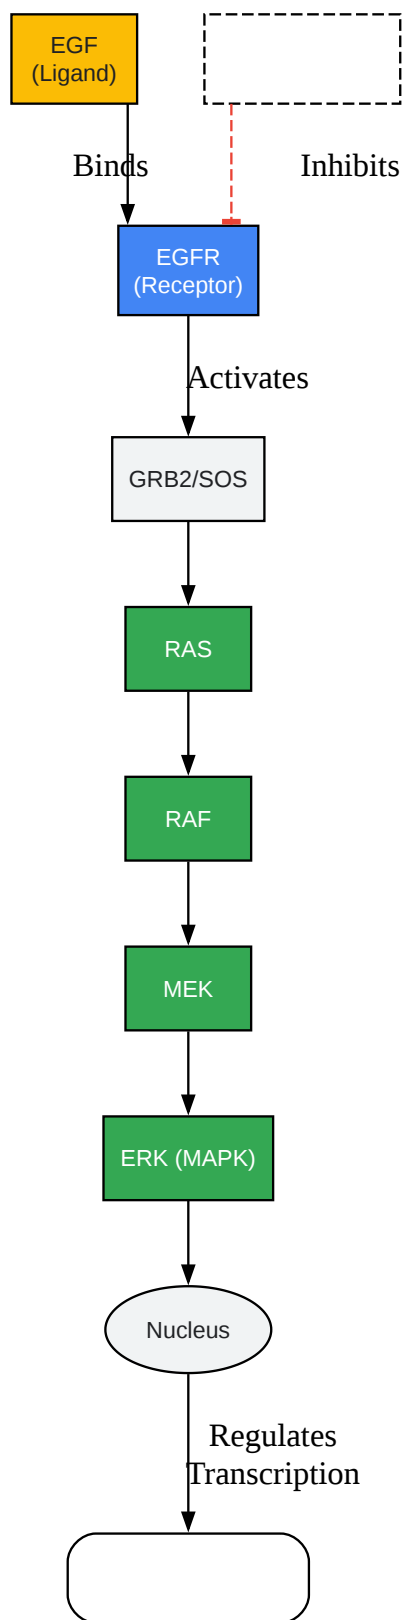 EGF
(Ligand)
Binds
Inhibits
EGFR
(Receptor)
Activates
GRB2/SOS
RAS
RAF
MEK
ERK (MAPK)
Nucleus
Regulates
Transcription